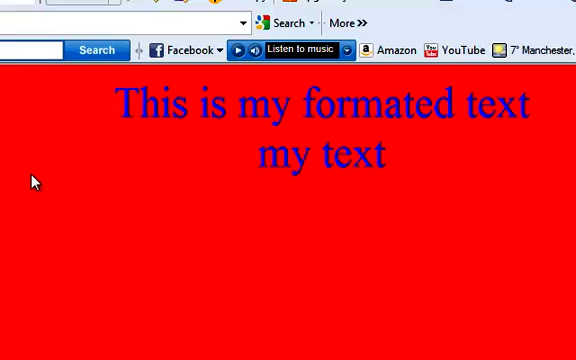 Search More
Search Facebook Listen to music Amazon YouTube 7° Manchester,
This is my formated text
my text